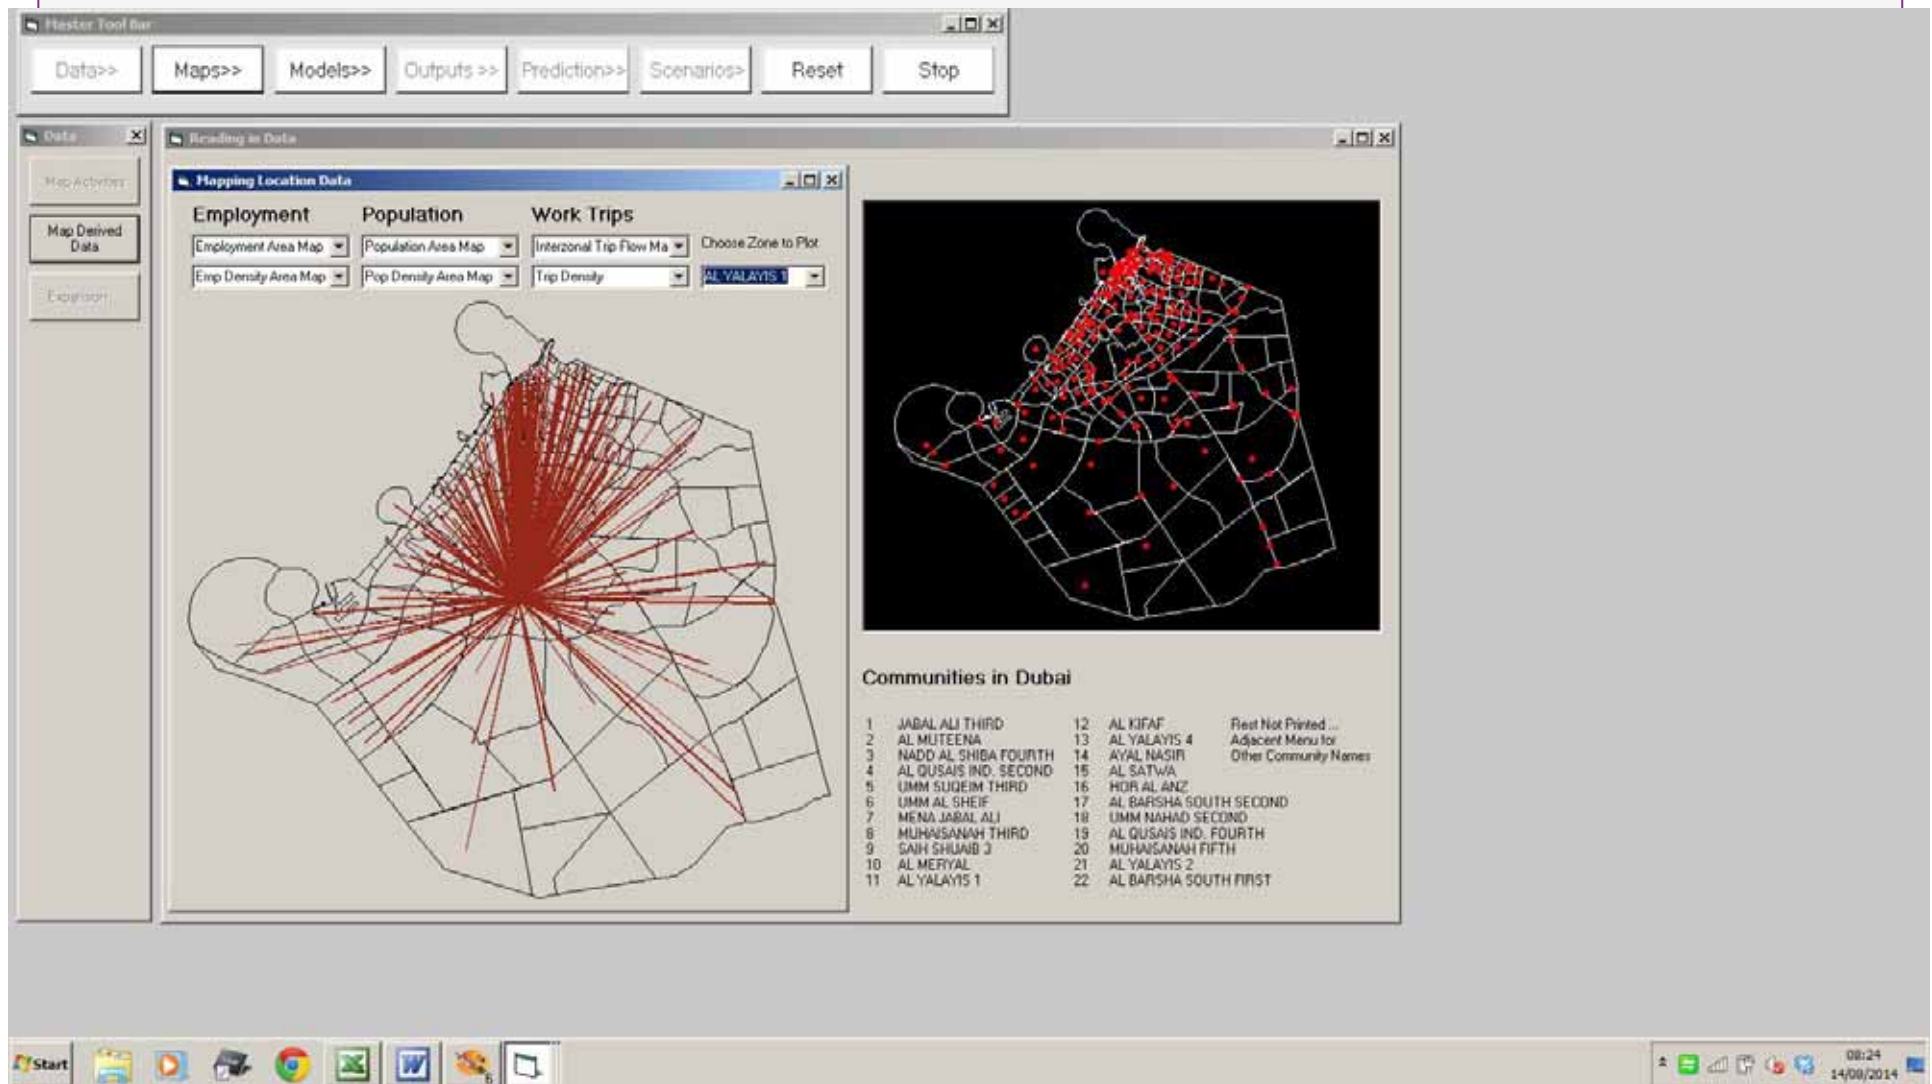 Master Tool Bar
Data>> Maps>> Models>> Outputs >> Prediction>> Scenarios> Reset Stop
Data
Map Activities
Map Derived
Data
Reading in Data
Mapping Location Data
Employment Population Work Trips
Employment Area Map Population Area Map Interzonal Trip Flow Ma Choose Zone to Plot
Emp Density Area Map Pop Density Area Map Trip Density AL YALAYIS 1
Communities in Dubai
1 JABAL ALI THIRD 12 AL KIFAF Rest Not Printed ...
2 AL MUTEENA 13 AL YALAYIS 4 Adjacent Menu for
3 NADD AL SHIBA FOURTH 14 AYAL NASIR Other Community Names
4 AL QUSAIS IND. SECOND 15 AL SATWA
5 UMM SUQEIM THIRD 16 HOR AL ANZ
6 UMM AL SHEIF 17 AL BARSHA SOUTH SECOND
7 MENA JABAL ALI 18 UMM NAHAD SECOND
8 MUHAISANAH THIRD 19 AL QUSAIS IND. FOURTH
9 SAIH SHUAIB 3 20 MUHAISANAH FIFTH
10 AL MERYAL 21 AL YALAYIS 2
11 AL YALAYIS 1 22 AL BARSHA SOUTH FIRST
Start
6
08:24
14/08/2014